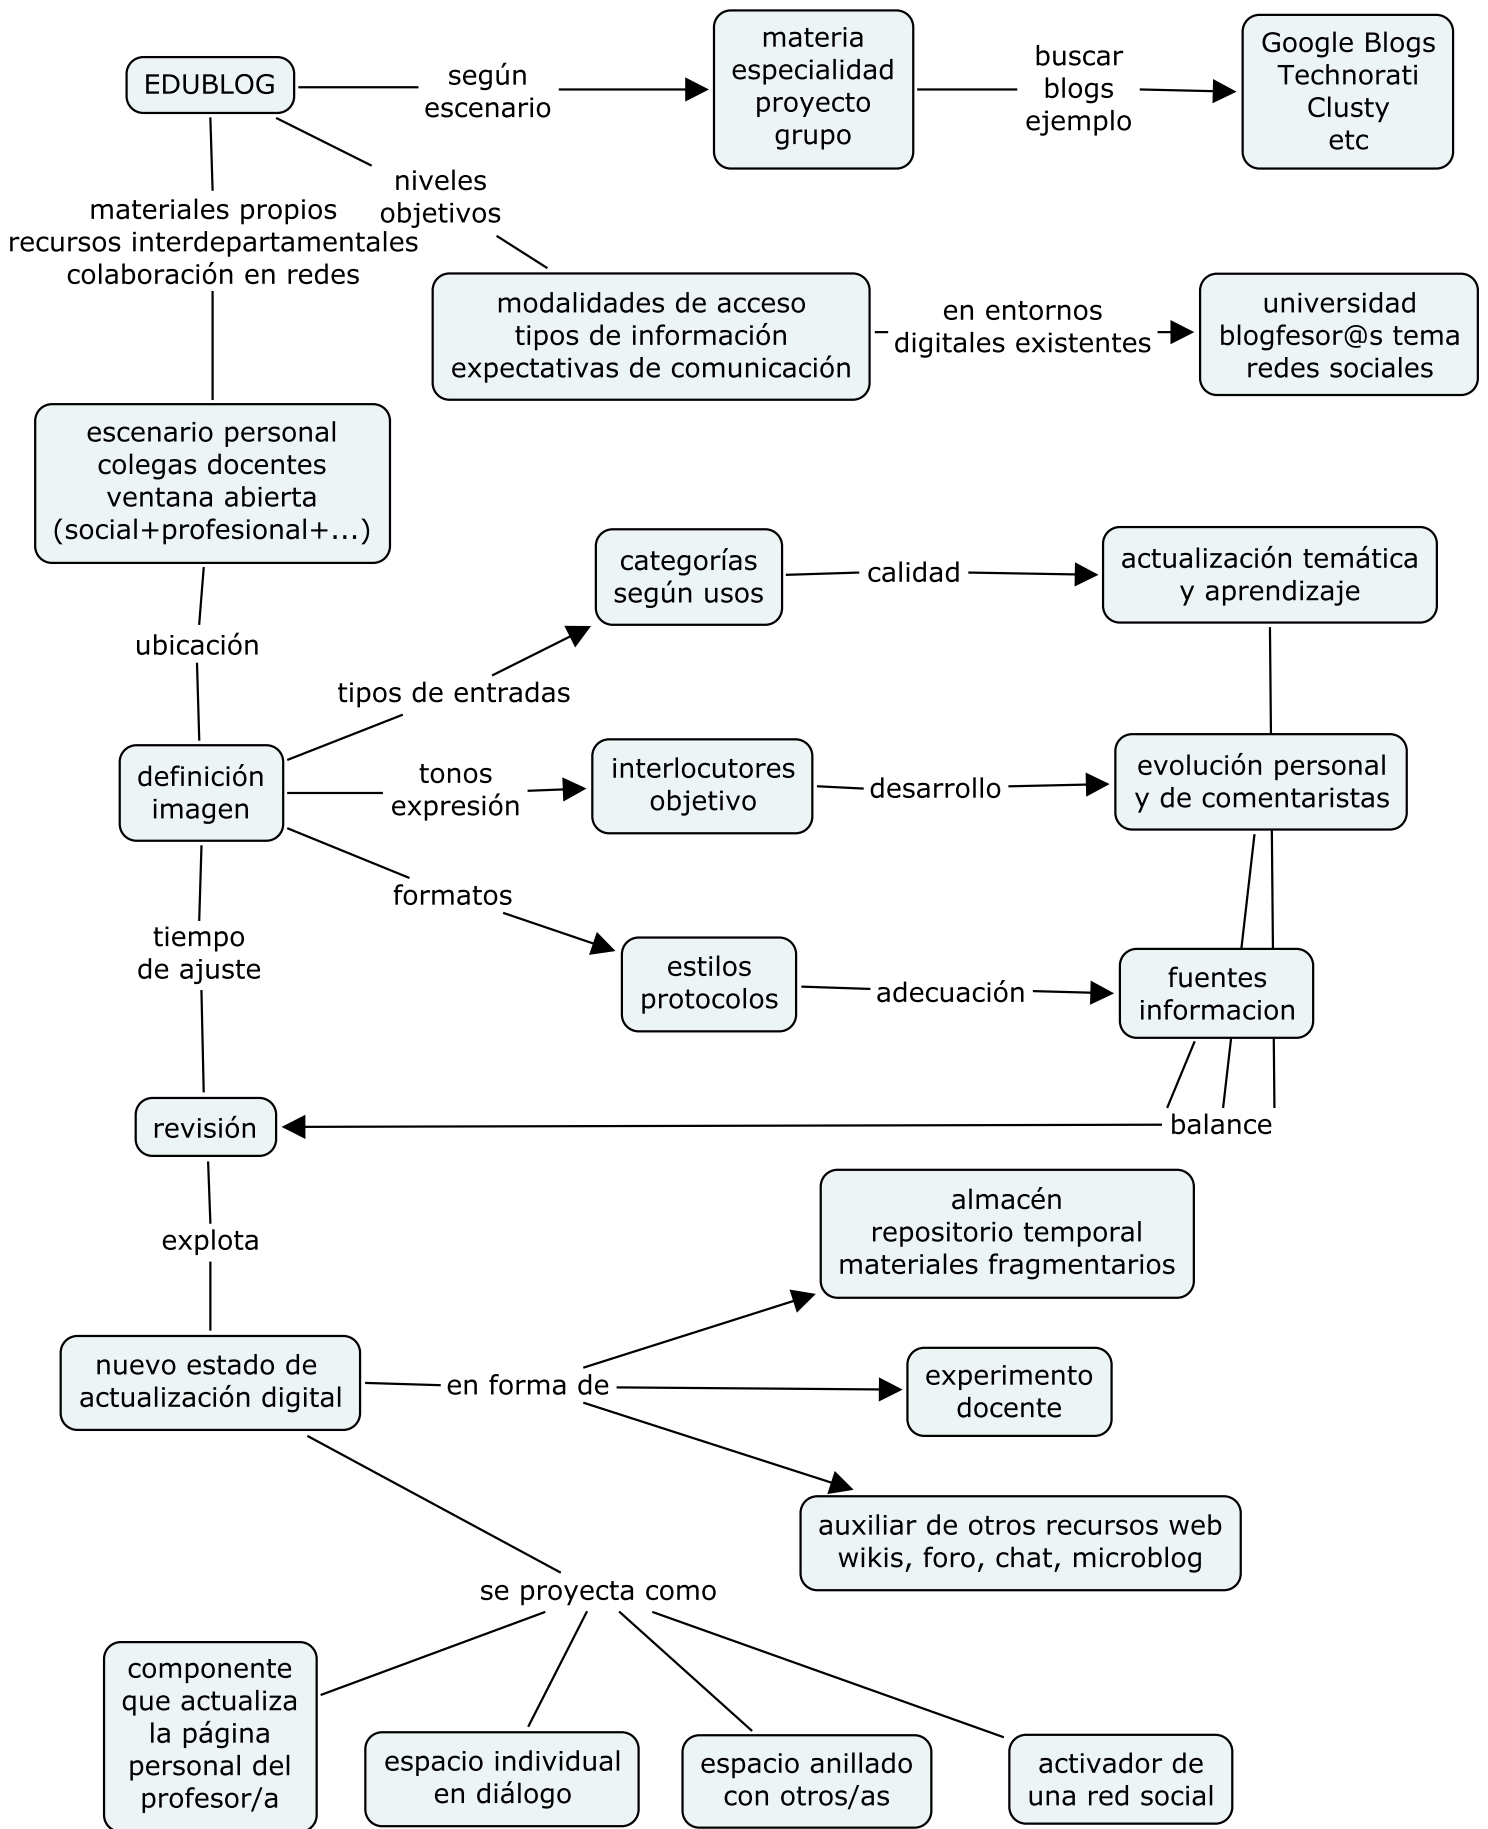 EDUBLOG
según
escenario
materia
especialidad
proyecto
grupo
buscar
blogs
ejemplo
Google Blogs
Technorati
Clusty
etc
materiales propios
recursos interdepartamentales
colaboración en redes
niveles
objetivos
modalidades de acceso
tipos de información
expectativas de comunicación
en entornos
digitales existentes
universidad
blogfesor@s tema
redes sociales
escenario personal
colegas docentes
ventana abierta
(social+profesional+...)
ubicación
definición
imagen
tipos de entradas
categorías
según usos
calidad
actualización temática
y aprendizaje
tonos
expresión
interlocutores
objetivo
desarrollo
evolución personal
y de comentaristas
formatos
estilos
protocolos
adecuación
fuentes
informacion
tiempo
de ajuste
balance
revisión
explota
nuevo estado de
actualización digital
en forma de
almacén
repositorio temporal
materiales fragmentarios
experimento
docente
auxiliar de otros recursos web
wikis, foro, chat, microblog
se proyecta como
componente
que actualiza
la página
personal del
profesor/a
espacio individual
en diálogo
espacio anillado
con otros/as
activador de
una red social